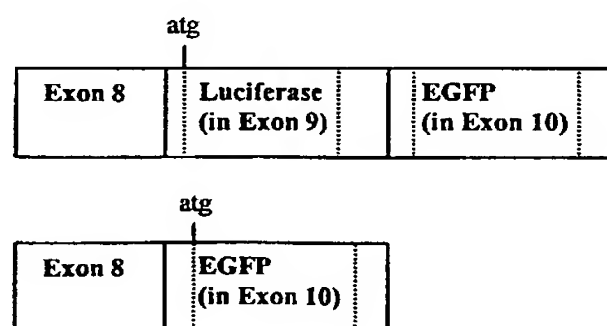 atg
Exon 8
Luciferase
(in Exon 9)
EGFP
(in Exon 10)
atg
Exon 8
EGFP
(in Exon 10)